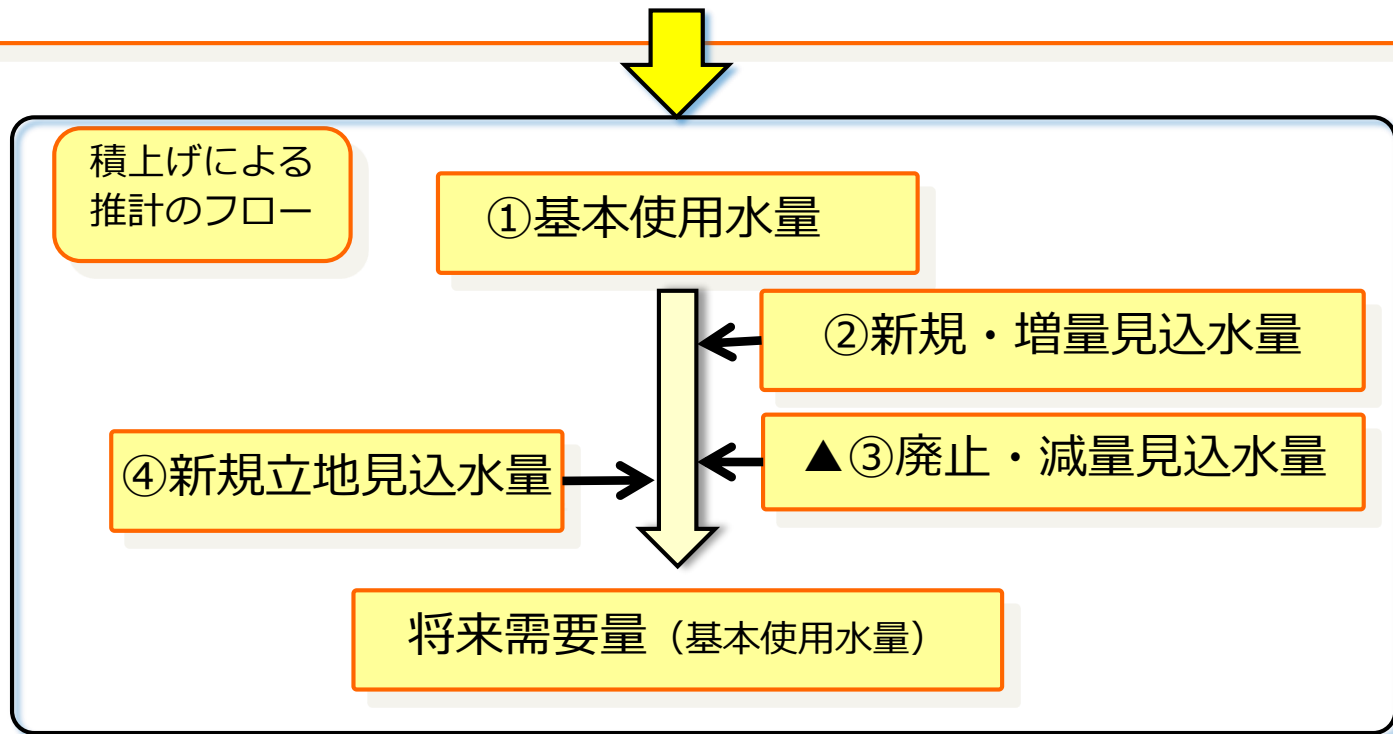 積上げによる
推計のフロー
①基本使用水量
②新規・増量見込水量
▲③廃止・減量見込水量
④新規立地見込水量
将来需要量（基本使用水量）